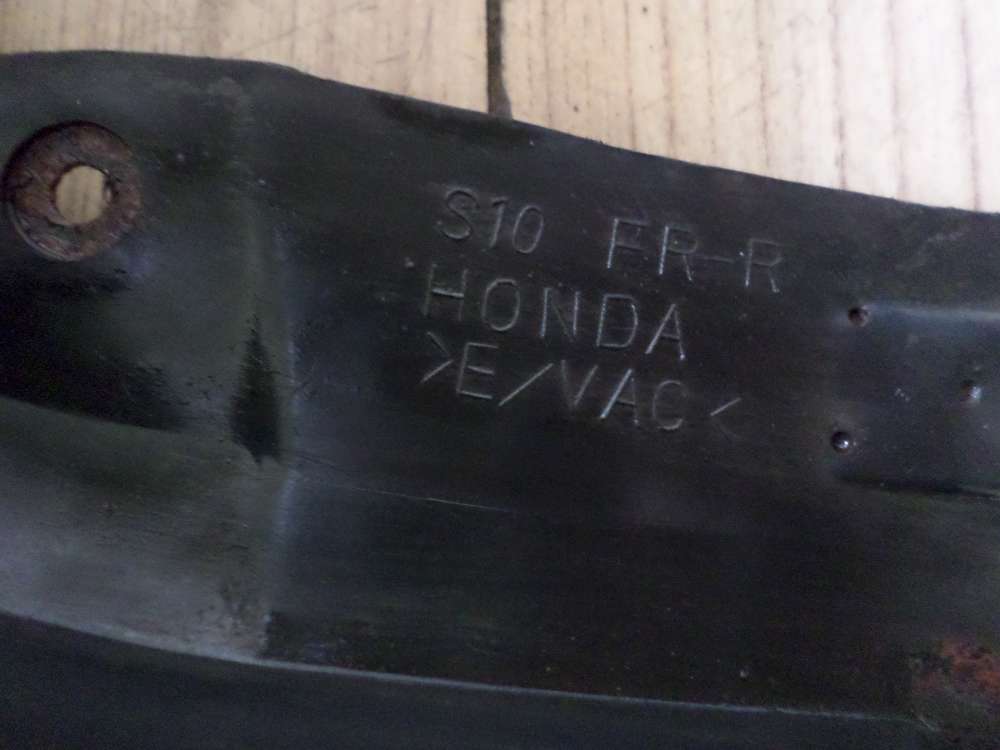 S10 FR-R
HONDA
>E/VAC<